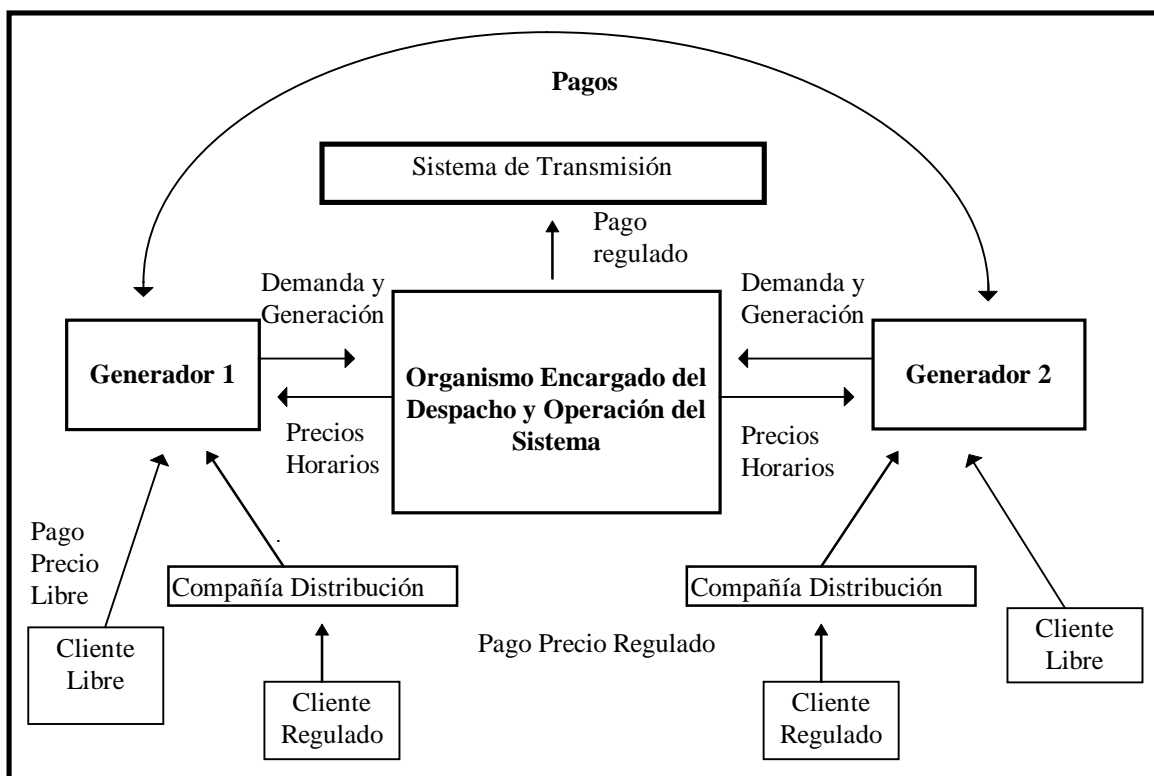 Pagos
Sistema de Transmisión
Pago
regulado
Demanda y
Generación
Demanda y
Generación
Generador 1
Organismo Encargado del
Despacho y Operación del
Sistema
Generador 2
Precios
Horarios
Precios
Horarios
Pago
Precio
Libre
Compañía Distribución
Compañía Distribución
Cliente
Libre
Pago Precio Regulado
Cliente
Libre
Cliente
Regulado
Cliente
Regulado